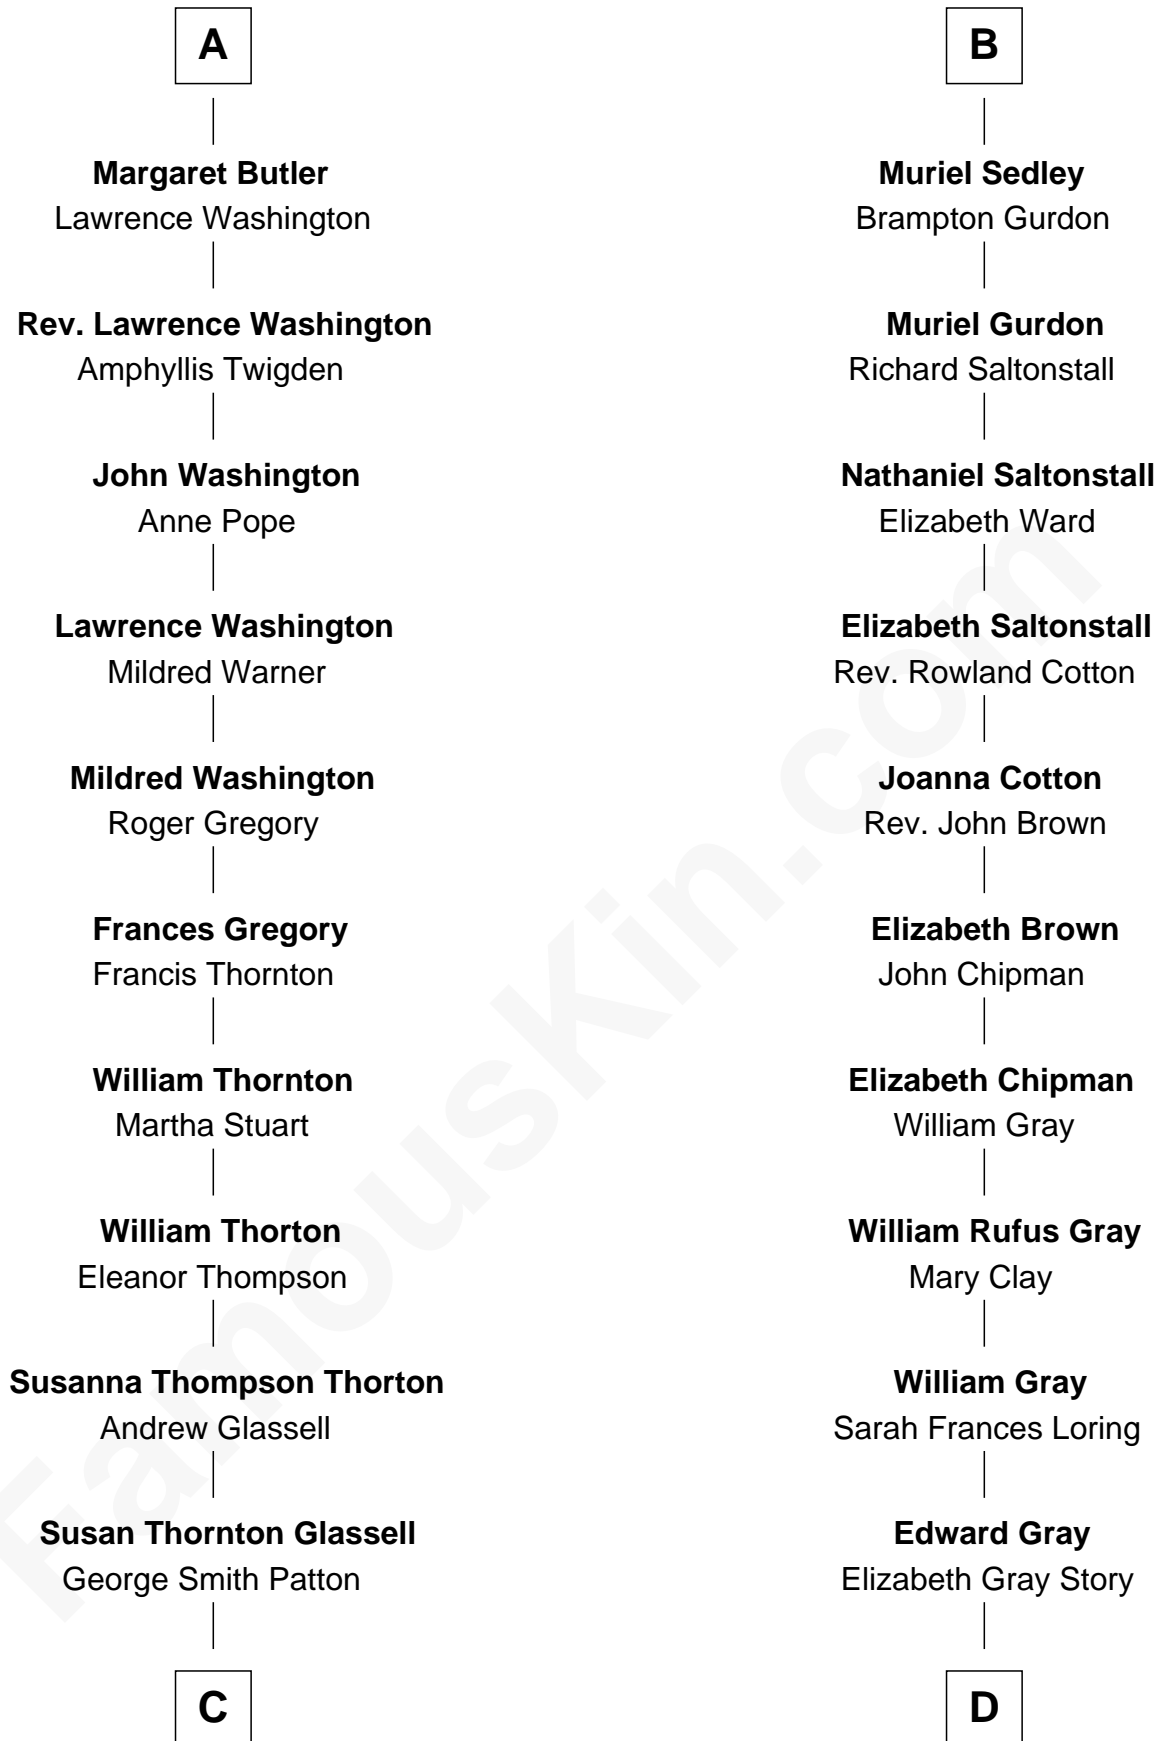 A
Margaret Butler
Lawrence Washington
Rev. Lawrence Washington
Amphyllis Twigden
John Washington
Anne Pope
Lawrence Washington
Mildred Warner
Mildred Washington
Roger Gregory
Frances Gregory
Francis Thornton
William Thornton
Martha Stuart
William Thorton
Eleanor Thompson
Susanna Thompson Thorton
Andrew Glassell
Susan Thornton Glassell
George Smith Patton
C
B
Muriel Sedley
Brampton Gurdon
Muriel Gurdon
Richard Saltonstall
Nathaniel Saltonstall
Elizabeth Ward
Elizabeth Saltonstall
Rev. Rowland Cotton
Joanna Cotton
Rev. John Brown
Elizabeth Brown
John Chipman
Elizabeth Chipman
William Gray
William Rufus Gray
Mary Clay
William Gray
Sarah Frances Loring
Edward Gray
Elizabeth Gray Story
D
FamousKin.com